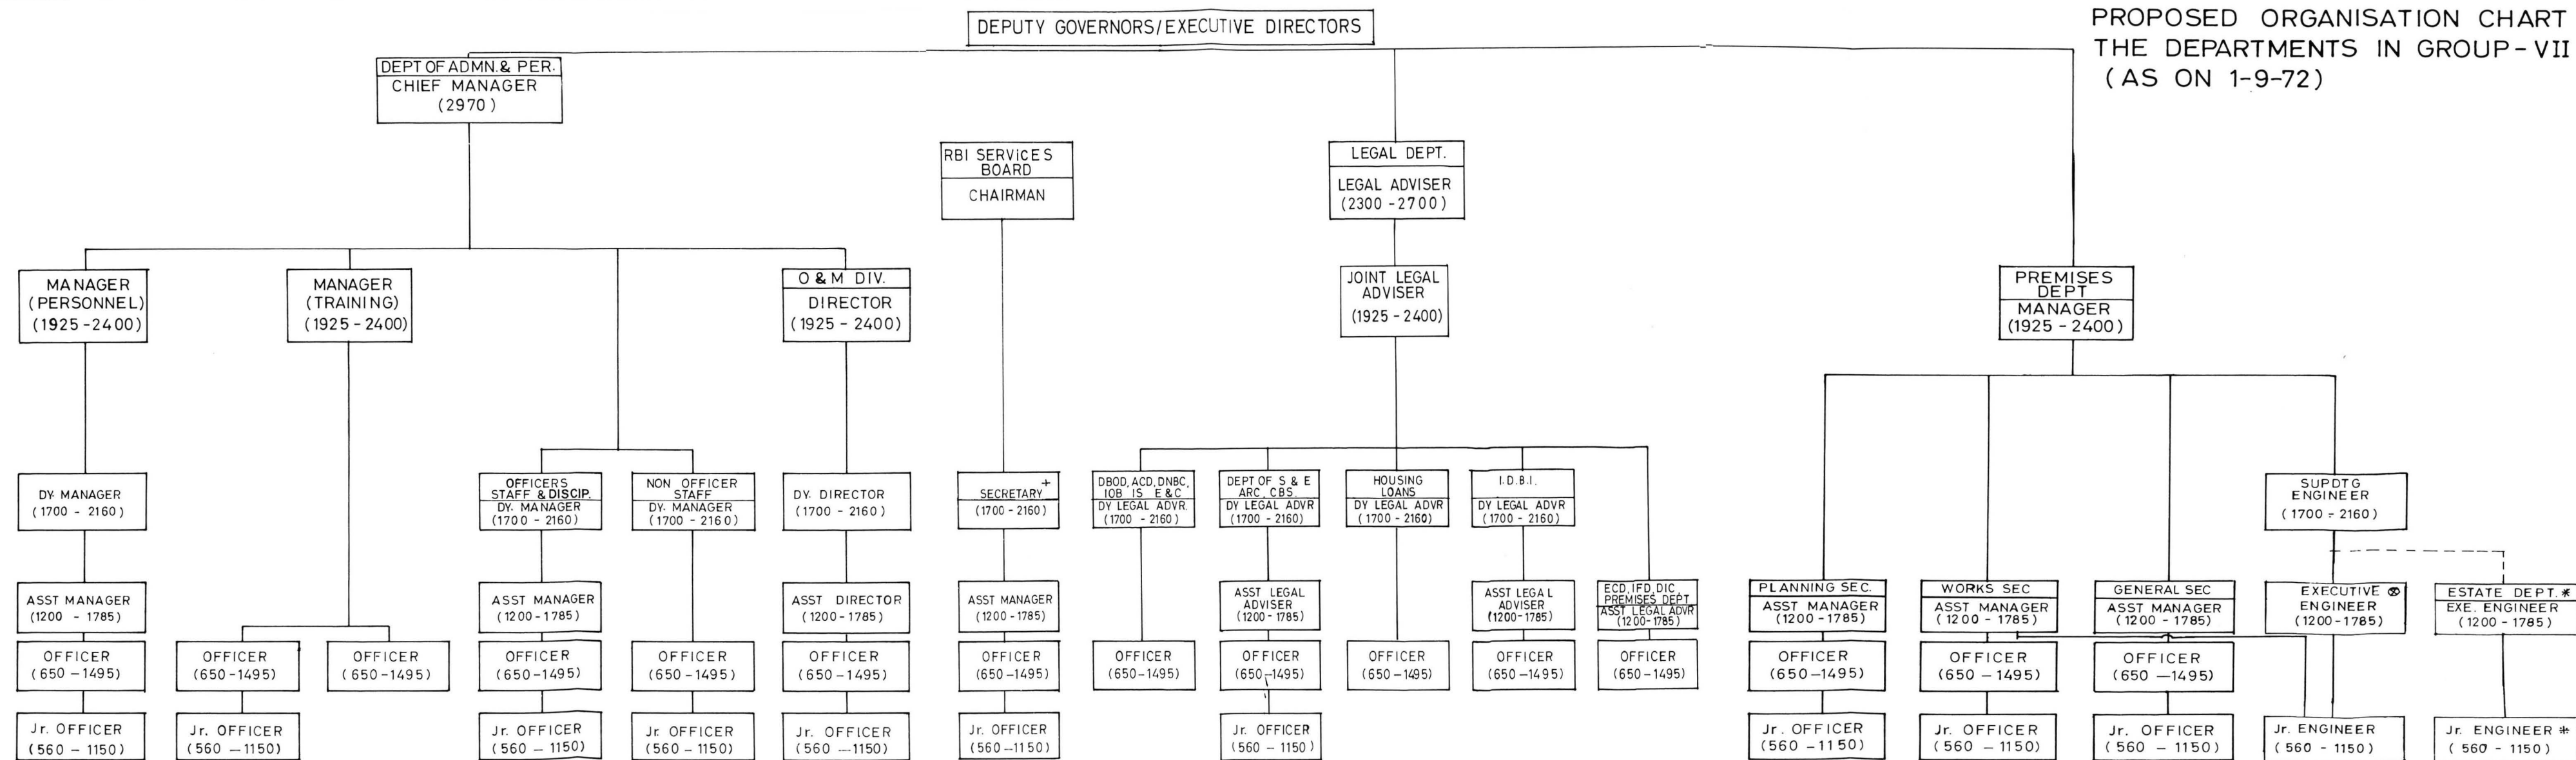 PROPOSED ORGANISATION CHART
THE DEPARTMENTS IN GROUP-VII
(AS ON 1-9-72)
DEPUTY GOVERNORS/EXECUTIVE DIRECTORS
DEPT OF ADMN.& PER.
CHIEF MANAGER
(2970)
RBI SERVICES
BOARD
CHAIRMAN
LEGAL DEPT.
LEGAL ADVISER
(2300-2700)
MANAGER
(PERSONNEL)
(1925-2400)
MANAGER
(TRAINING)
(1925-2400)
O & M DIV.
DIRECTOR
(1925-2400)
JOINT LEGAL
ADVISER
(1925-2400)
PREMISES
DEPT
MANAGER
(1925-2400)
DY. MANAGER
(1700-2160)
OFFICERS
STAFF & DISCIP.
DY. MANAGER
(1700-2160)
NON OFFICER
STAFF
DY. MANAGER
(1700-2160)
DY. DIRECTOR
(1700-2160)
+
SECRETARY
(1700-2160)
DBOD, ACD, DNBC,
IOB IS E&C
DY LEGAL ADVR.
(1700-2160)
DEPT OF S & E
ARC, CBS.
DY LEGAL ADVR
(1700-2160)
HOUSING
LOANS
DY LEGAL ADVR
(1700-2160)
I.D.B.I.
DY LEGAL ADVR
(1700-2160)
SUPDTG
ENGINEER
(1700-2160)
ASST MANAGER
(1200-1785)
ASST MANAGER
(1200-1785)
ASST DIRECTOR
(1200-1785)
ASST MANAGER
(1200-1785)
ASST LEGAL
ADVISER
(1200-1785)
ASST LEGAL
ADVISER
(1200-1785)
ECD, IFD, DIC,
PREMISES DEPT
ASST LEGAL ADVR
(1200-1785)
PLANNING SEC.
ASST MANAGER
(1200-1785)
WORKS SEC
ASST MANAGER
(1200-1785)
GENERAL SEC
ASST MANAGER
(1200-1785)
EXECUTIVE ⊗
ENGINEER
(1200-1785)
ESTATE DEPT.*
EXE. ENGINEER
(1200-1785)
OFFICER
(650-1495)
OFFICER
(650-1495)
OFFICER
(650-1495)
OFFICER
(650-1495)
OFFICER
(650-1495)
OFFICER
(650-1495)
OFFICER
(650-1495)
OFFICER
(650-1495)
OFFICER
(650-1495)
OFFICER
(650-1495)
OFFICER
(650-1495)
OFFICER
(650-1495)
OFFICER
(650-1495)
OFFICER
(650-1495)
OFFICER
(650-1495)
Jr. OFFICER
(560-1150)
Jr. OFFICER
(560-1150)
Jr. OFFICER
(560-1150)
Jr. OFFICER
(560-1150)
Jr. OFFICER
(560-1150)
Jr. OFFICER
(560-1150)
Jr. OFFICER
(560-1150)
Jr. OFFICER
(560-1150)
Jr. OFFICER
(560-1150)
Jr. OFFICER
(560-1150)
Jr. ENGINEER
(560-1150)
Jr. ENGINEER *
(560-1150)